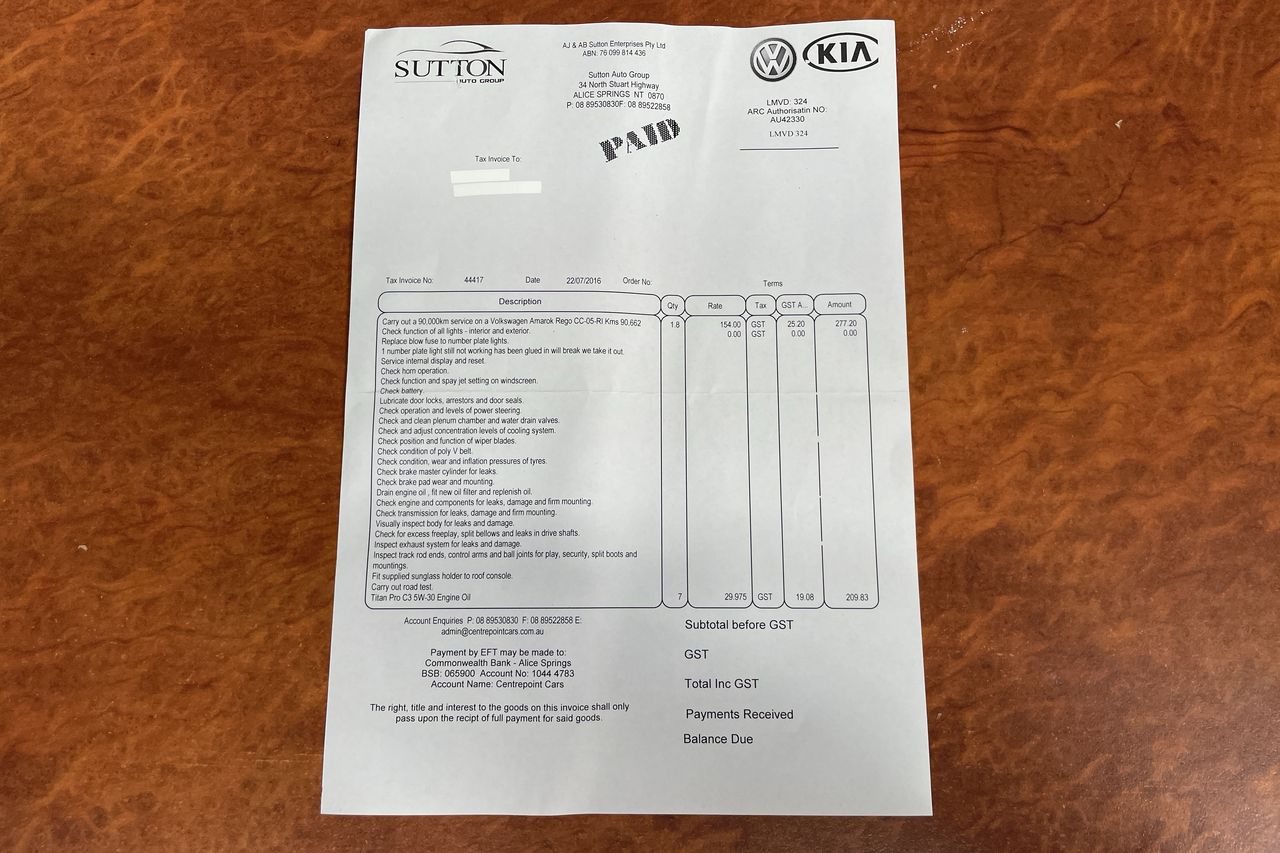 SUTTON
AUTO GROUP
AJ & AB Sutton Enterprises Pty Ltd
ABN: 76 099 814 436
Sutton Auto Group
34 North Stuart Highway
ALICE SPRINGS NT 0870
P: 08 89530830F: 08 89522858
VW
KIA
LMVD: 324
ARC Authorisatin NO:
AU42330
LMVD 324
PAID
Tax Invoice To:
Tax Invoice No: 44417 Date 22/07/2016 Order No: Terms
Description Qty Rate Tax GST A... Amount
Carry out a 90,000km service on a Volkswagen Amarok Rego CC-05-RI Kms 90,662 1.8 154.00 GST 25.20 277.20
Check function of all lights - interior and exterior. 0.00 GST 0.00 0.00
Replace blow fuse to number plate lights.
1 number plate light still not working has been glued in will break we take it out.
Service internal display and reset.
Check horn operation.
Check function and spay jet setting on windscreen.
Check battery.
Lubricate door locks, arrestors and door seals.
Check operation and levels of power steering.
Check and clean plenum chamber and water drain valves.
Check and adjust concentration levels of cooling system.
Check position and function of wiper blades.
Check condition of poly V belt.
Check condition, wear and inflation pressures of tyres.
Check brake master cylinder for leaks.
Check brake pad wear and mounting.
Drain engine oil , fit new oil filter and replenish oil.
Check engine and components for leaks, damage and firm mounting.
Check transmission for leaks, damage and firm mounting.
Visually inspect body for leaks and damage.
Check for excess freeplay, split bellows and leaks in drive shafts.
Inspect exhaust system for leaks and damage.
Inspect track rod ends, control arms and ball joints for play, security, split boots and
mountings.
Fit supplied sunglass holder to roof console.
Carry out road test.
Titan Pro C3 5W-30 Engine Oil 7 29.975 GST 19.08 209.83
Account Enquiries P: 08 89530830 F: 08 89522858 E:
admin@centrepointcars.com.au
Payment by EFT may be made to:
Commonwealth Bank - Alice Springs
BSB: 065900 Account No: 1044 4783
Account Name: Centrepoint Cars
The right, title and interest to the goods on this invoice shall only
pass upon the recipt of full payment for said goods.
Subtotal before GST
GST
Total Inc GST
Payments Received
Balance Due